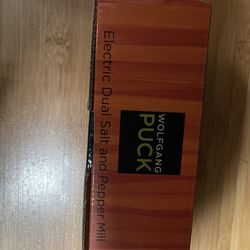 WOLFGANG
PUCK
Electric Dual Salt and Pepper Mill